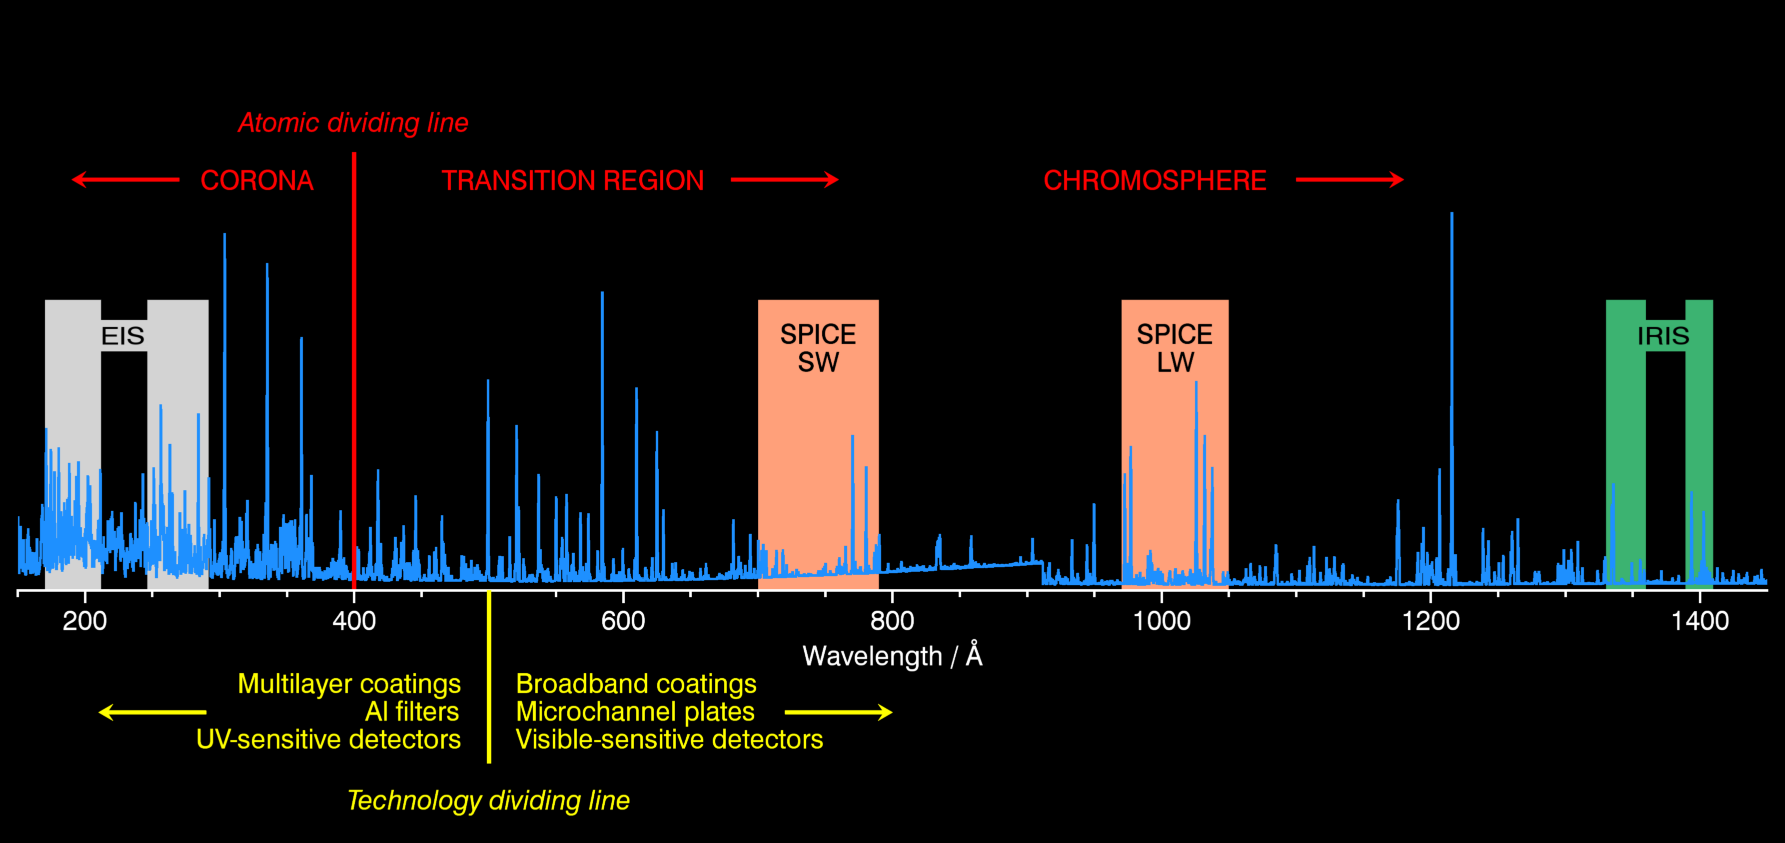 Atomic dividing line
CORONA
TRANSITION REGION
CHROMOSPHERE
EIS
SPICE
SW
SPICE
LW
IRIS
200
400
600
800
1000
1200
1400
Wavelength / Å
Multilayer coatings
Al filters
UV-sensitive detectors
Broadband coatings
Microchannel plates
Visible-sensitive detectors
Technology dividing line